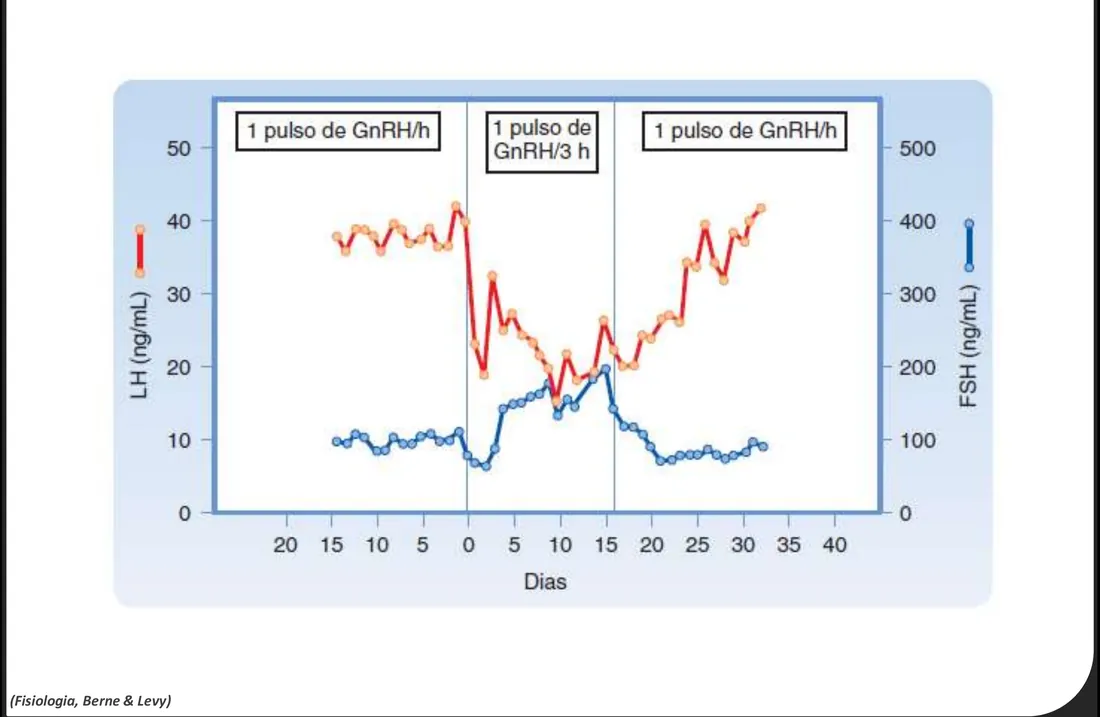 1 pulso de GnRH/h
1 pulso de
GnRH/3 h
1 pulso de GnRH/h
50
40
30
20
10
0
LH (ng/mL)
500
400
300
200
100
0
FSH (ng/mL)
20 15 10 5 0 5 10 15 20 25 30 35 40
Dias
(Fisiologia, Berne & Levy)